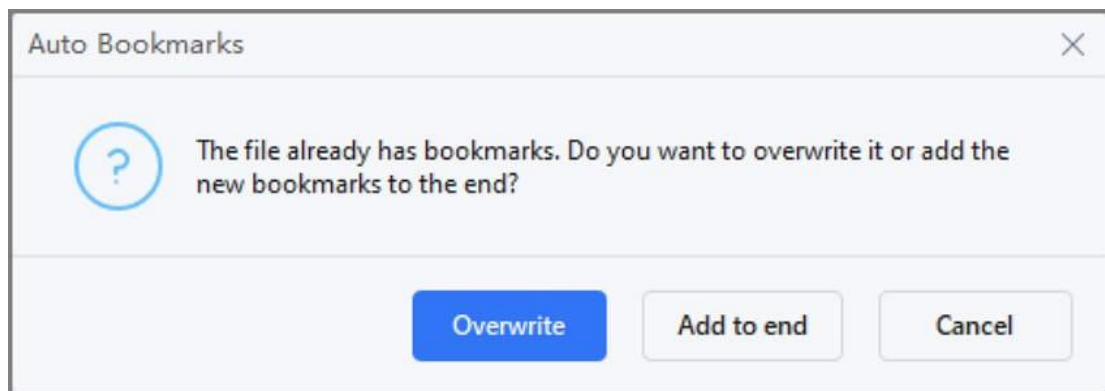 Auto Bookmarks
?
The file already has bookmarks. Do you want to overwrite it or add the
new bookmarks to the end?
Overwrite
Add to end
Cancel